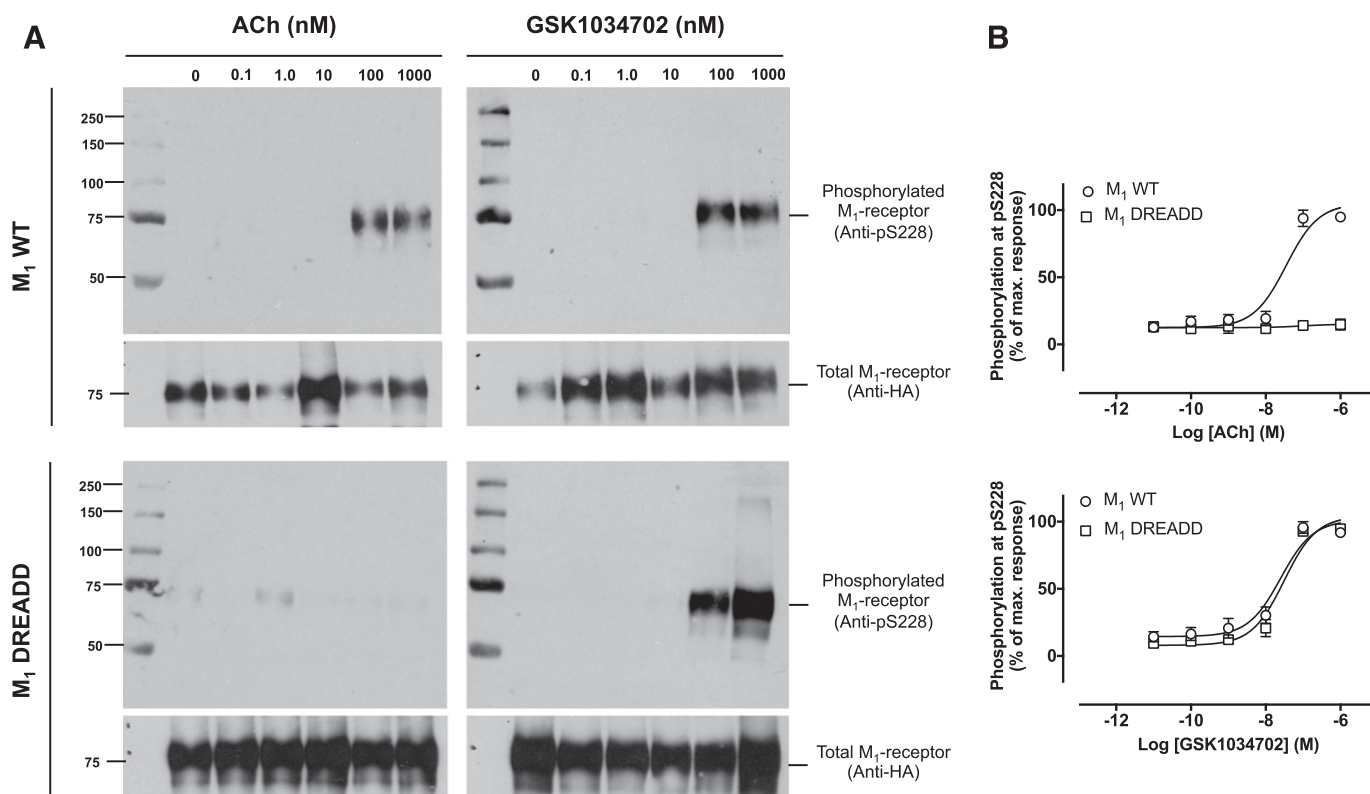 A
ACh (nM)
GSK1034702 (nM)
0 0.1 1.0 10 100 1000
0 0.1 1.0 10 100 1000
M1 WT
250
150
100
75
50
Phosphorylated
M1-receptor
(Anti-pS228)
75
Total M1-receptor
(Anti-HA)
M1 DREADD
250
150
100
75
50
Phosphorylated
M1-receptor
(Anti-pS228)
75
Total M1-receptor
(Anti-HA)
B
Phosphorylation at pS228
(% of max. response)
M1 WT
M1 DREADD
100
50
0
-12 -10 -8 -6
Log [ACh] (M)
Phosphorylation at pS228
(% of max. response)
M1 WT
M1 DREADD
100
50
0
-12 -10 -8 -6
Log [GSK1034702] (M)